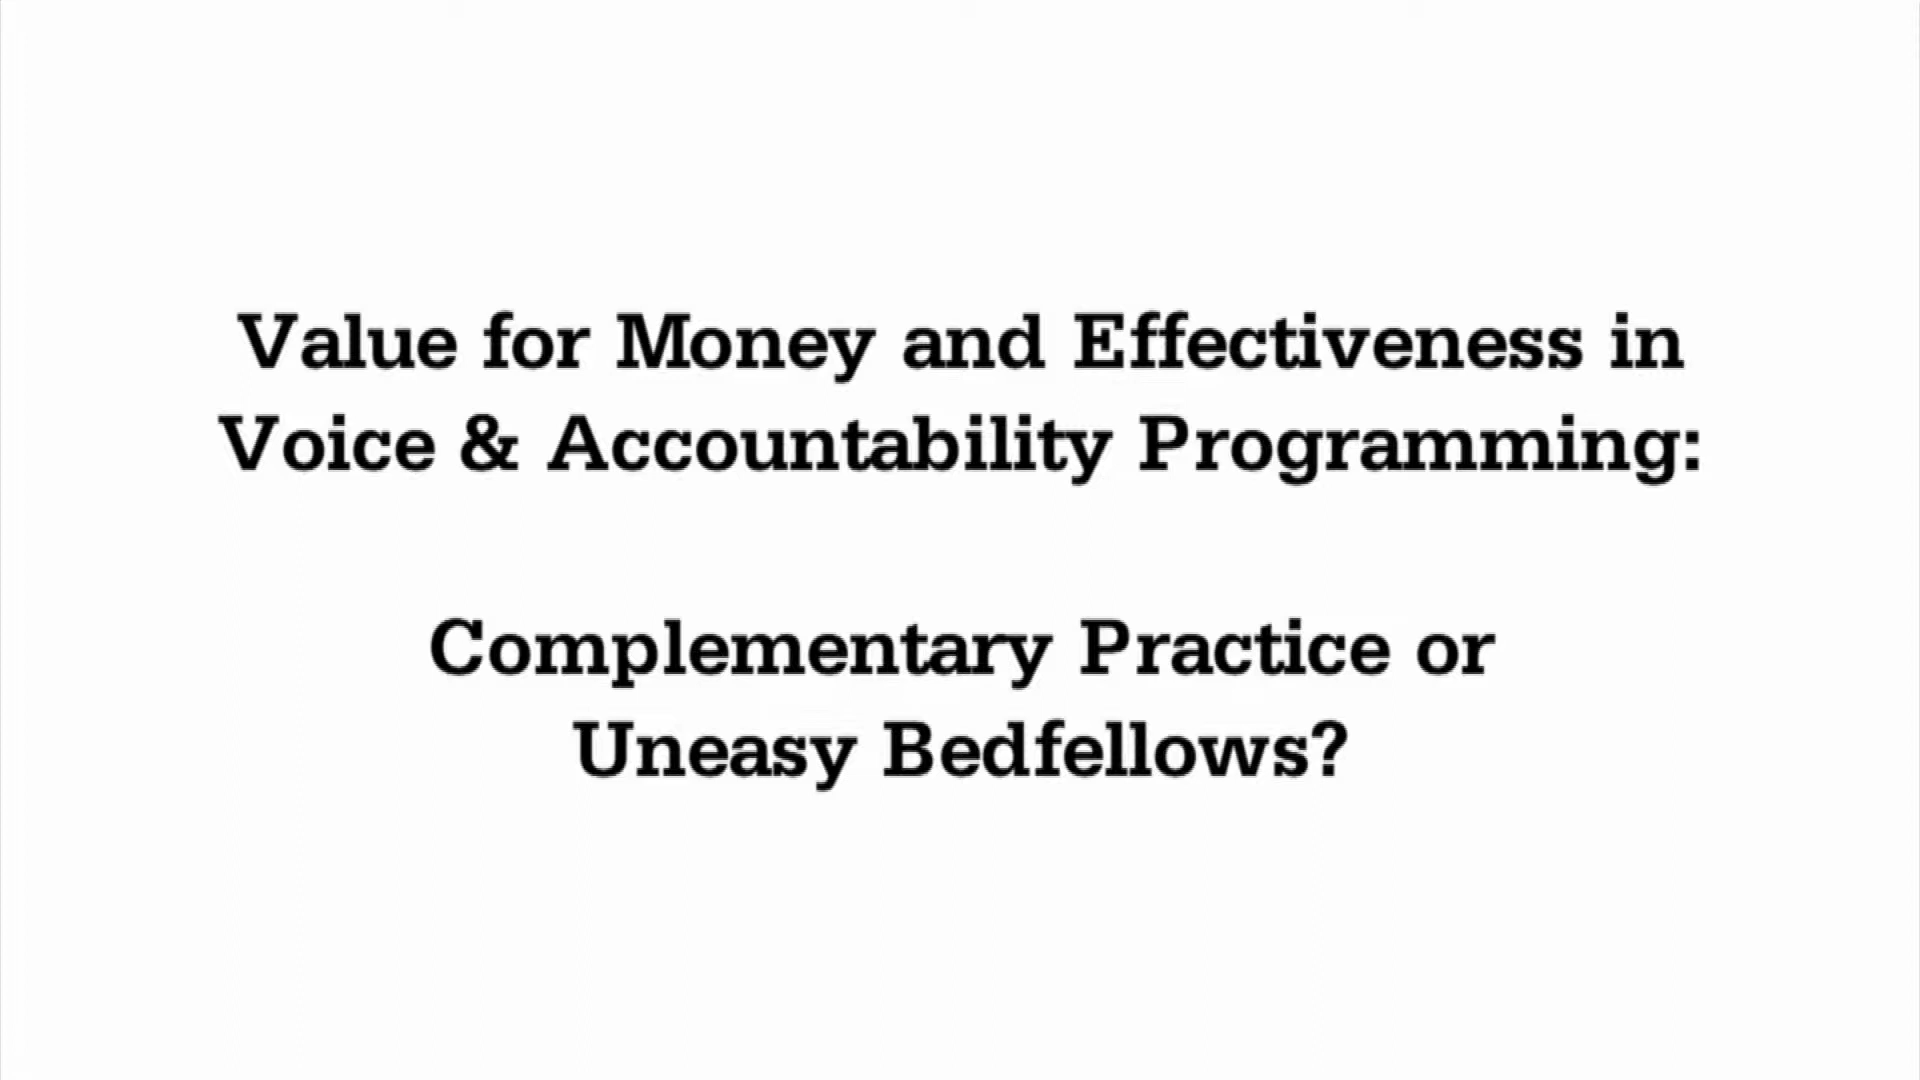 Value for Money and Effectiveness in
Voice & Accountability Programming:
Complementary Practice or
Uneasy Bedfellows?